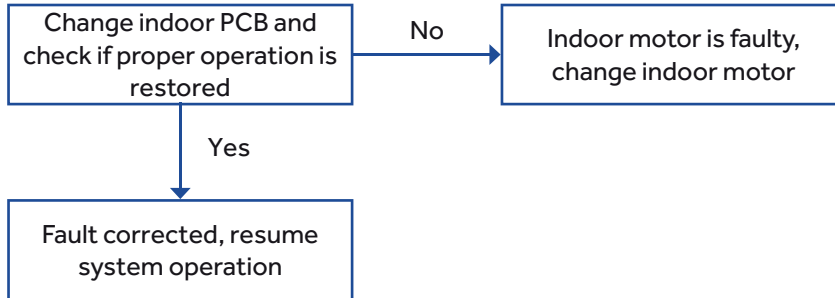 Change indoor PCB and
check if proper operation is
restored
No
Indoor motor is faulty,
change indoor motor
Yes
Fault corrected, resume
system operation